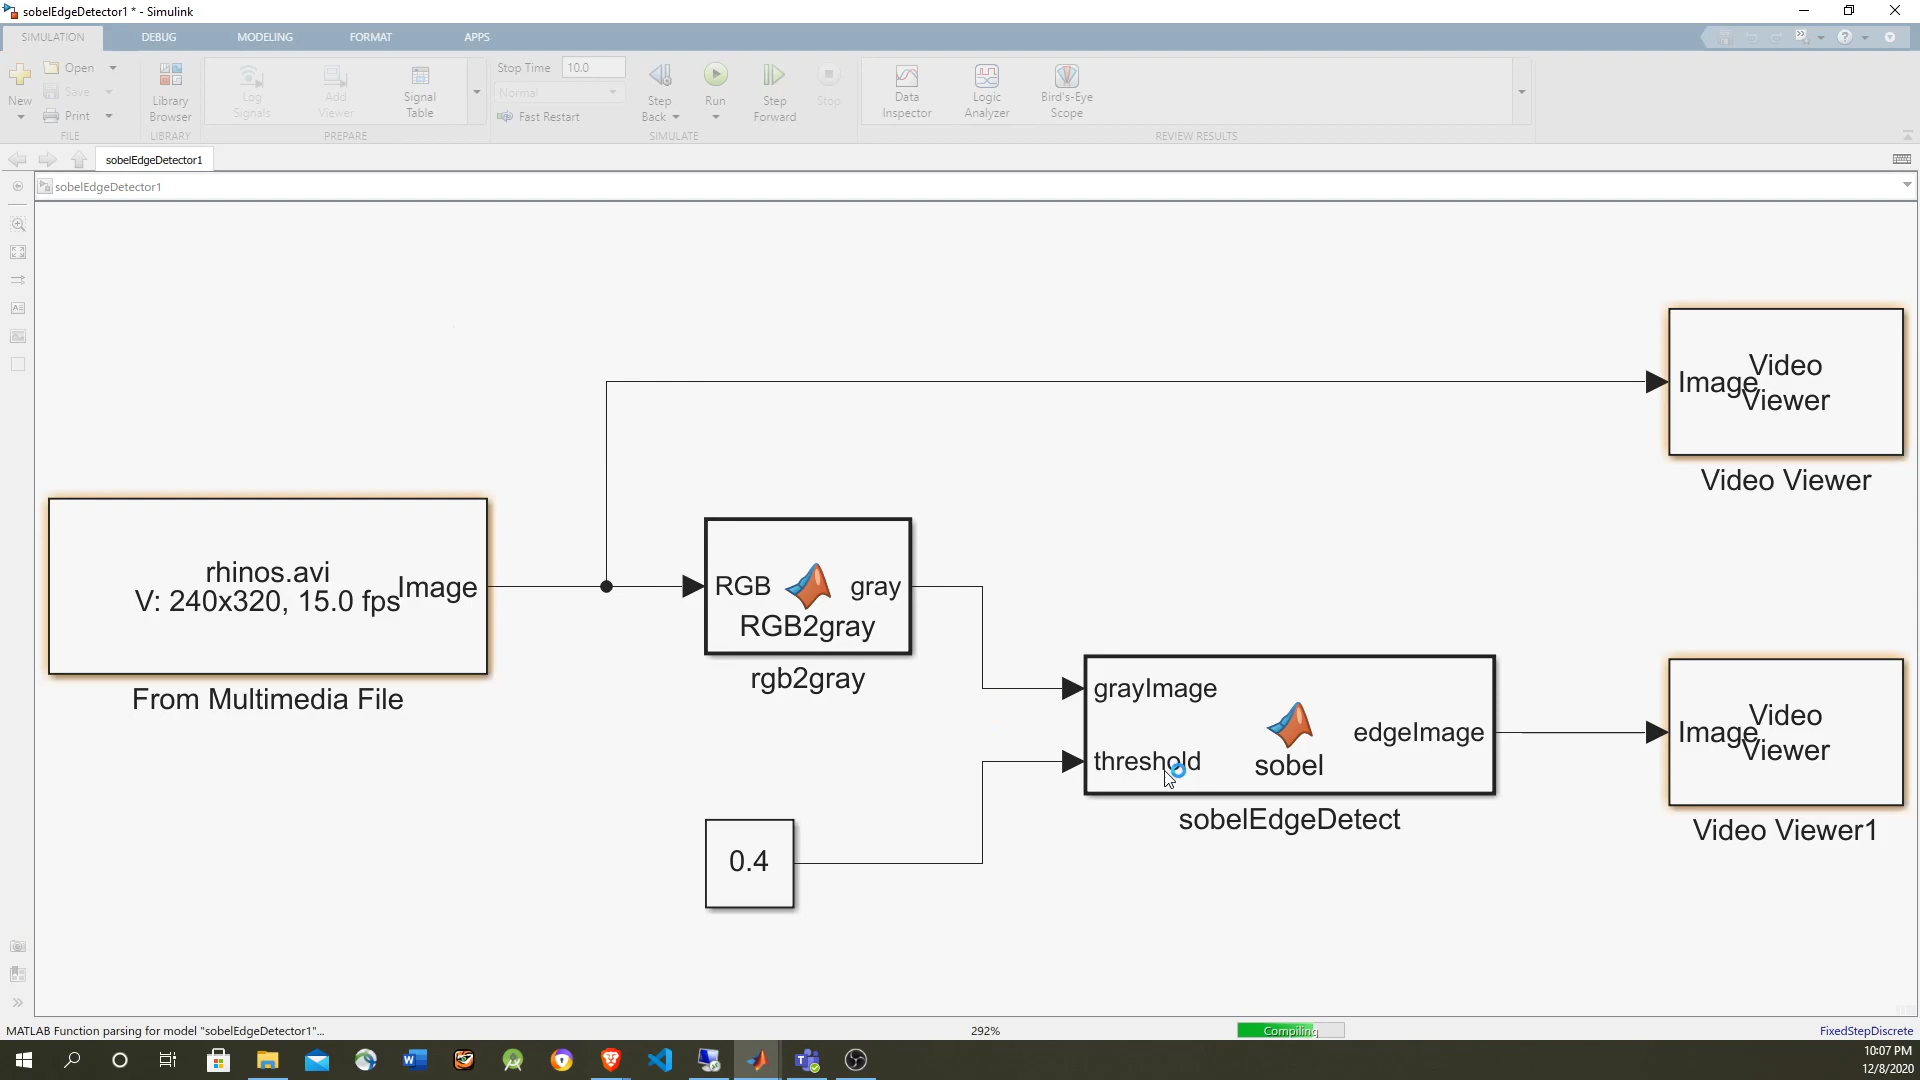 sobelEdgeDetector1 * - Simulink
SIMULATION
DEBUG
MODELING
FORMAT
APPS
New
Open
Save
Print
FILE
Library
Browser
LIBRARY
Log
Signals
Add
Viewer
Signal
Table
PREPARE
Stop Time
10.0
Normal
Fast Restart
Step
Back
Run
Step
Forward
Stop
SIMULATE
Data
Inspector
Logic
Analyzer
Bird's-Eye
Scope
REVIEW RESULTS
sobelEdgeDetector1
sobelEdgeDetector1
Video
Viewer
Image
Video Viewer
rhinos.avi
V: 240x320, 15.0 fps
Image
From Multimedia File
RGB
gray
RGB2gray
rgb2gray
grayImage
threshold
sobel
edgeImage
sobelEdgeDetect
0.4
Video
Viewer
Image
Video Viewer1
MATLAB Function parsing for model "sobelEdgeDetector1"...
292%
Compiling
FixedStepDiscrete
10:07 PM
12/8/2020